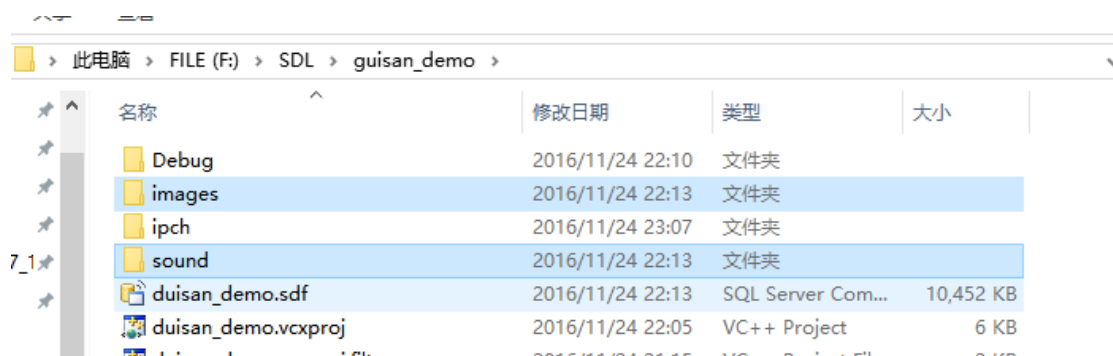 此电脑 > FILE (F:) > SDL > guisan_demo >
名称 修改日期 类型 大小
Debug 2016/11/24 22:10 文件夹
images 2016/11/24 22:13 文件夹
ipch 2016/11/24 23:07 文件夹
7_1 sound 2016/11/24 22:13 文件夹
duisan_demo.sdf 2016/11/24 22:13 SQL Server Com... 10,452 KB
duisan_demo.vcxproj 2016/11/24 22:05 VC++ Project 6 KB